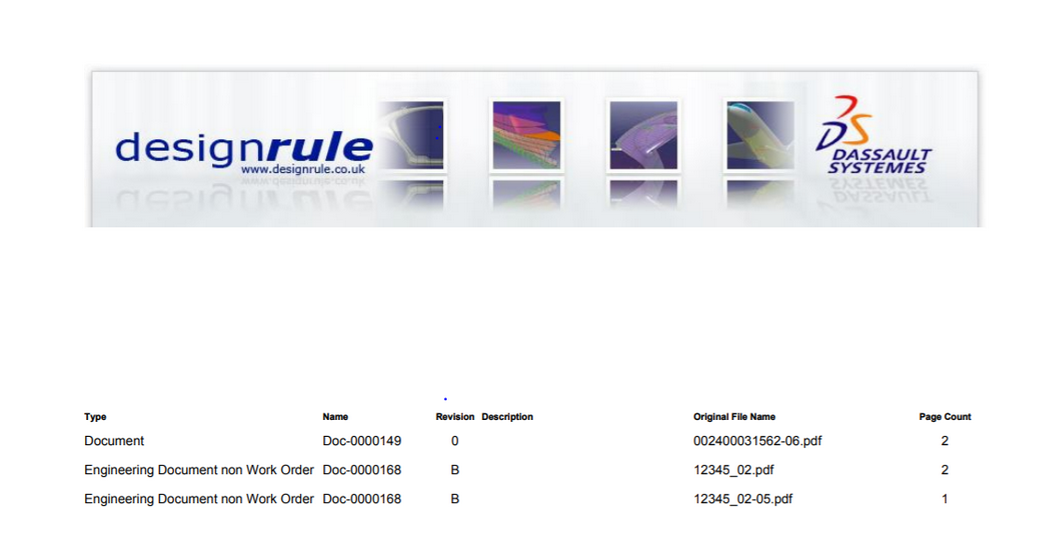 designrule
www.designrule.co.uk
DS
DASSAULT
SYSTEMES
Type Name Revision Description Original File Name Page Count
Document Doc-0000149 0 002400031562-06.pdf 2
Engineering Document non Work Order Doc-0000168 B 12345_02.pdf 2
Engineering Document non Work Order Doc-0000168 B 12345_02-05.pdf 1